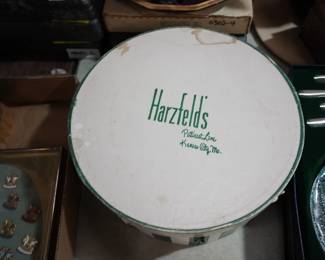 Harzfeld's
Petticoat Lane
Kansas City, Mo.